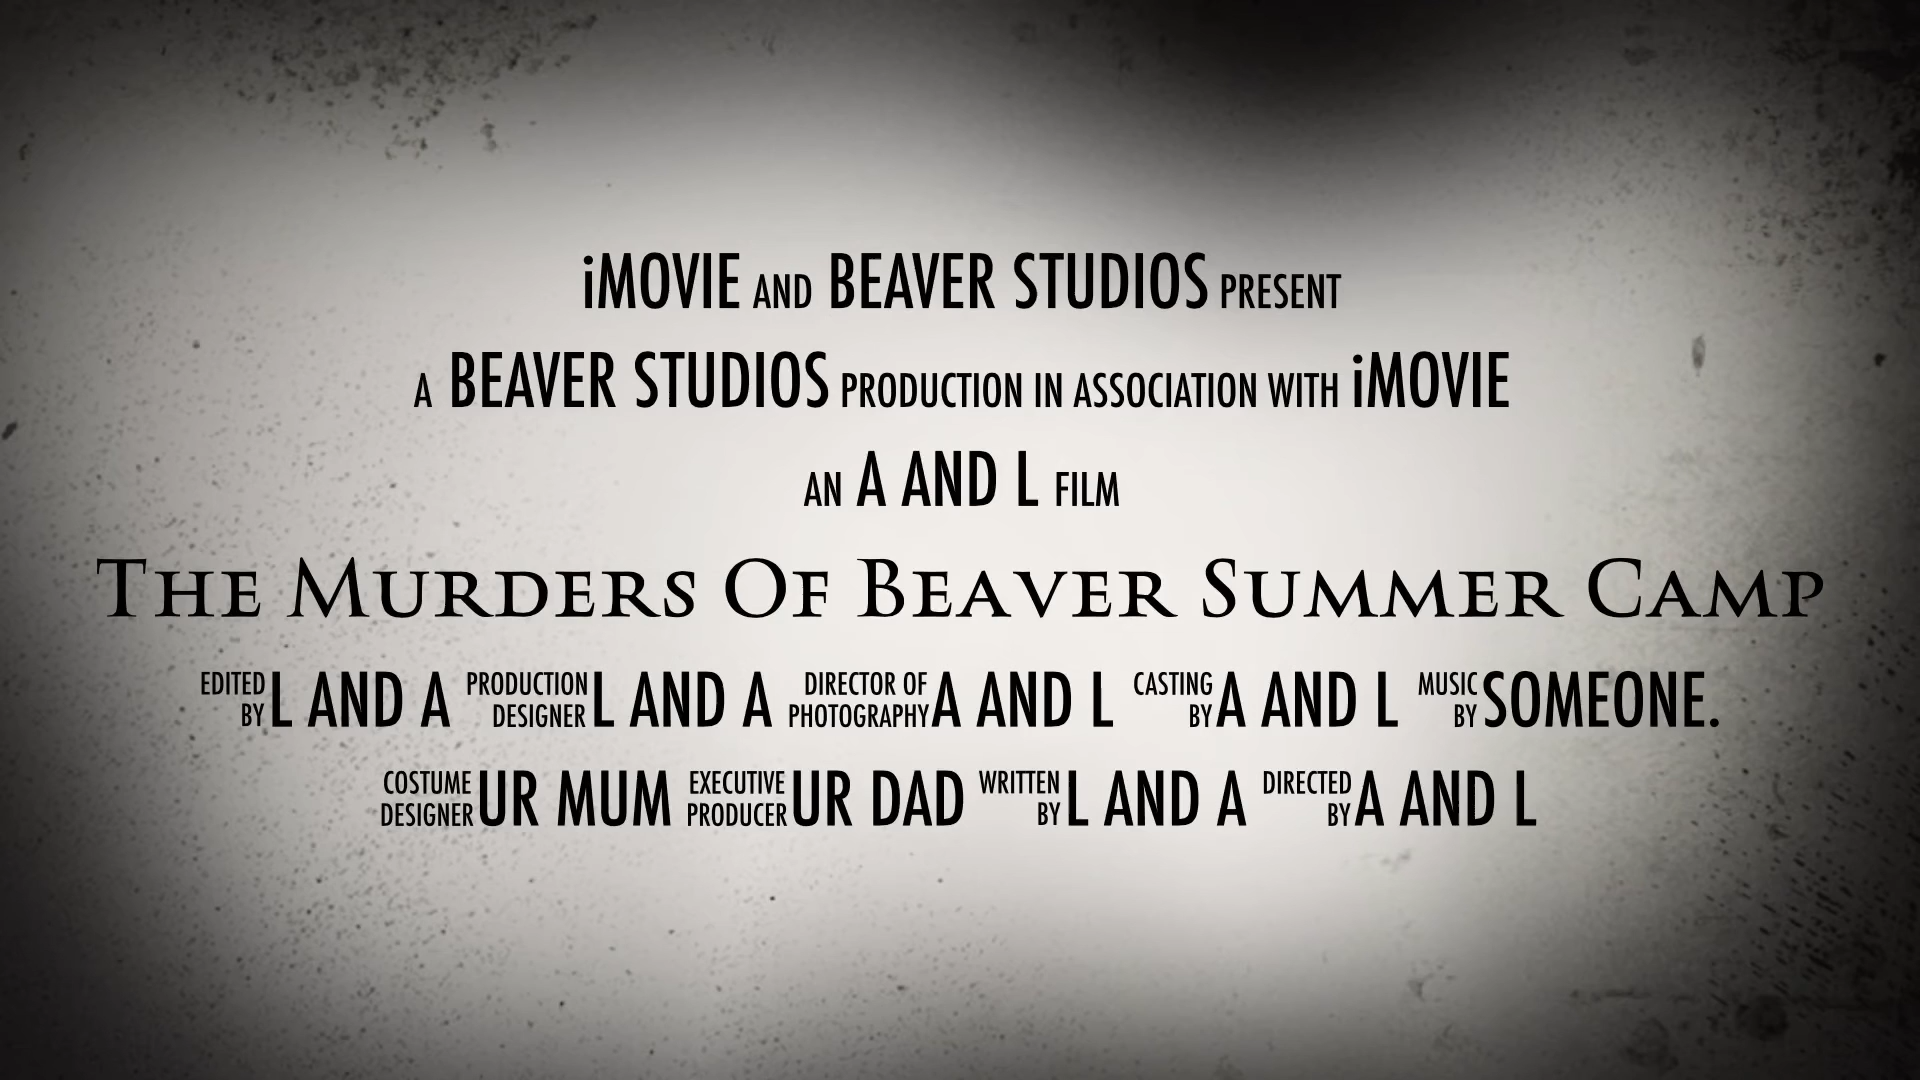 iMOVIE AND BEAVER STUDIOS PRESENT
A BEAVER STUDIOS PRODUCTION IN ASSOCIATION WITH iMOVIE
AN A AND L FILM
THE MURDERS OF BEAVER SUMMER CAMP
EDITED BY L AND A PRODUCTION DESIGNER L AND A DIRECTOR OF PHOTOGRAPHY A AND L CASTING BY A AND L MUSIC BY SOMEONE.
COSTUME DESIGNER UR MUM EXECUTIVE PRODUCER UR DAD WRITTEN BY L AND A DIRECTED BY A AND L